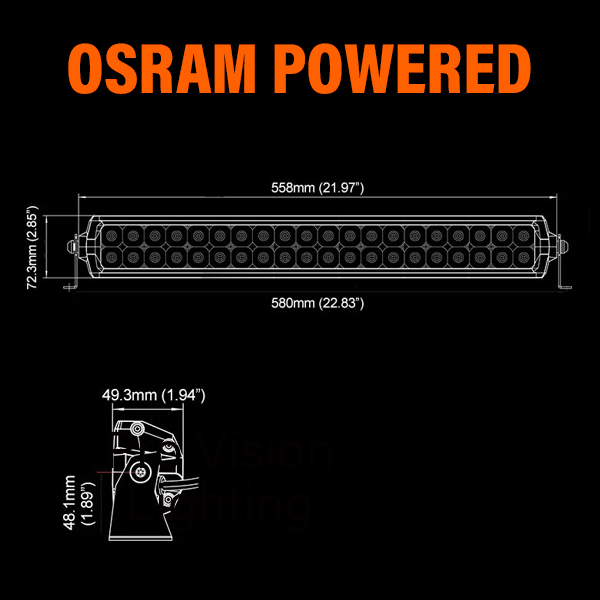 OSRAM POWERED
558mm (21.97”)
72.3mm (2.85”)
580mm (22.83”)
49.3mm (1.94”)
48.1mm
(1.89”)
Vision
Lighting